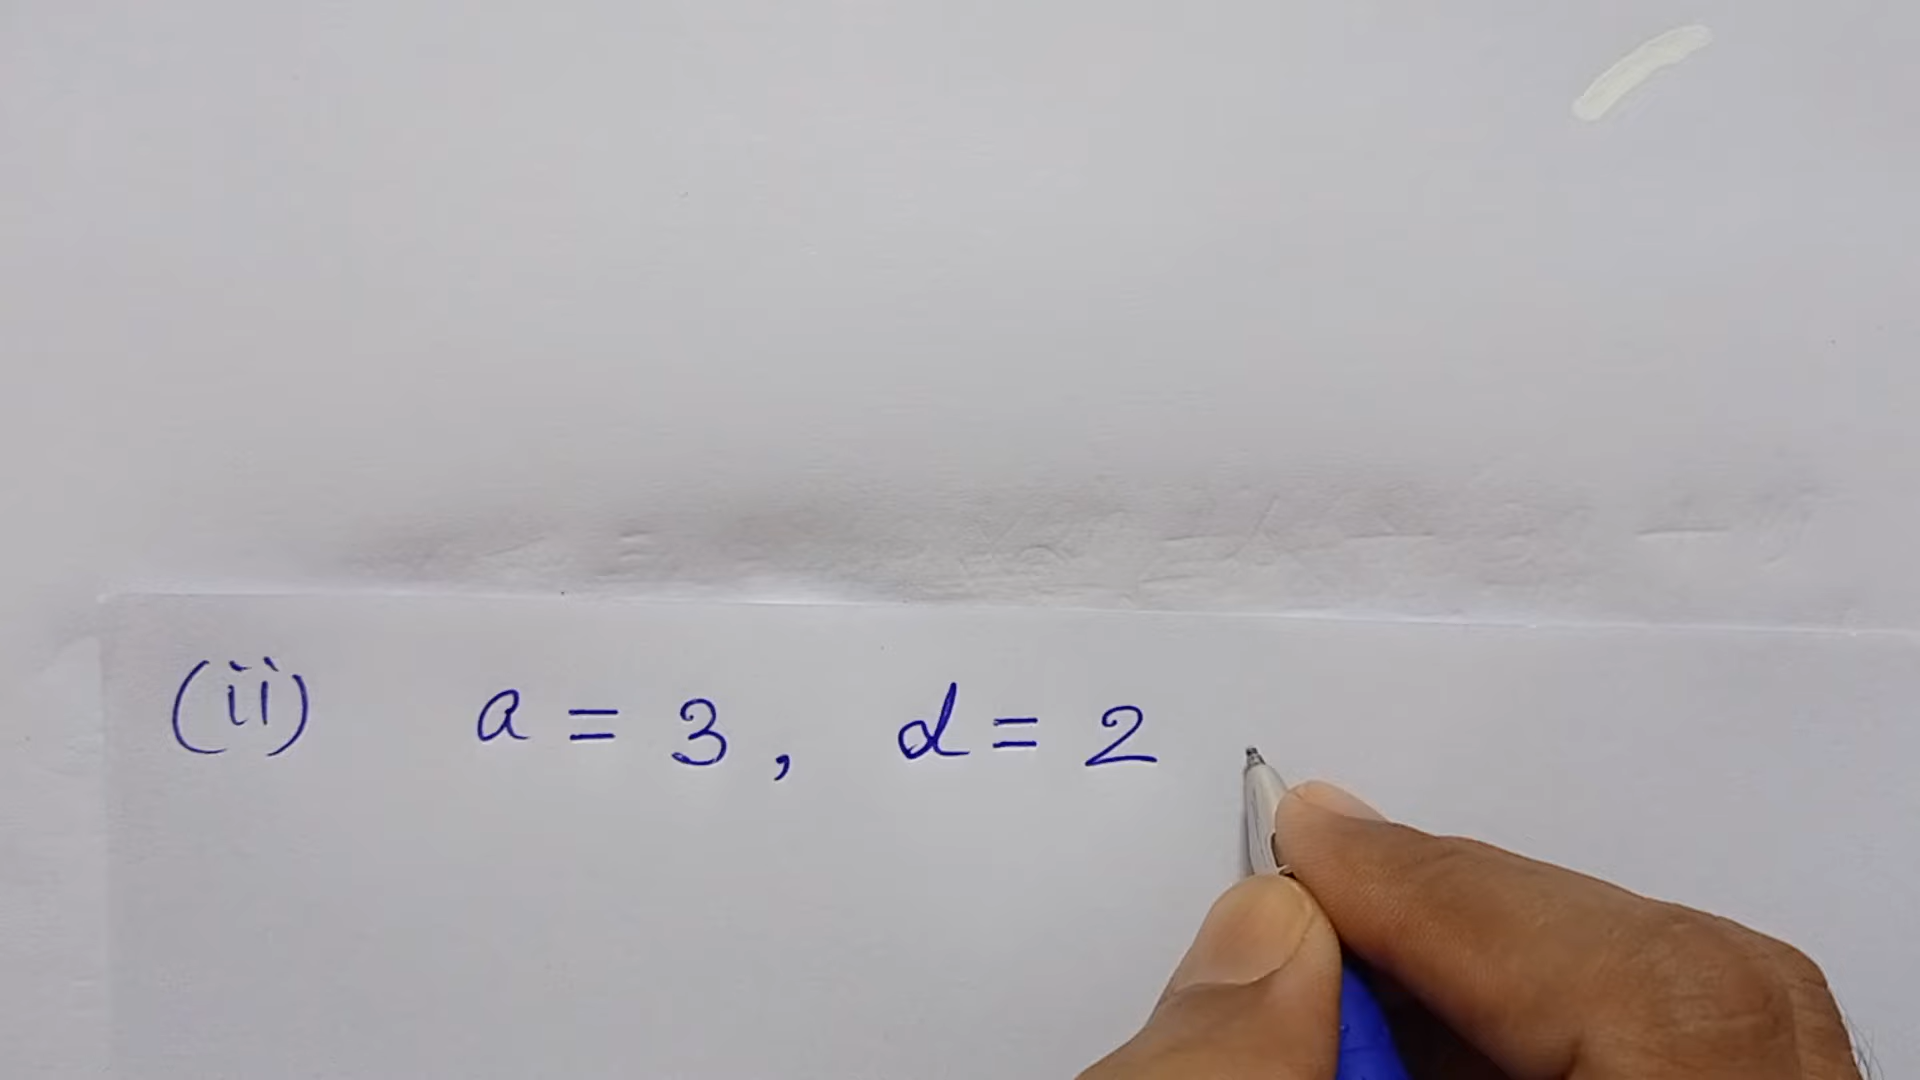 (ii) a = 3, d = 2